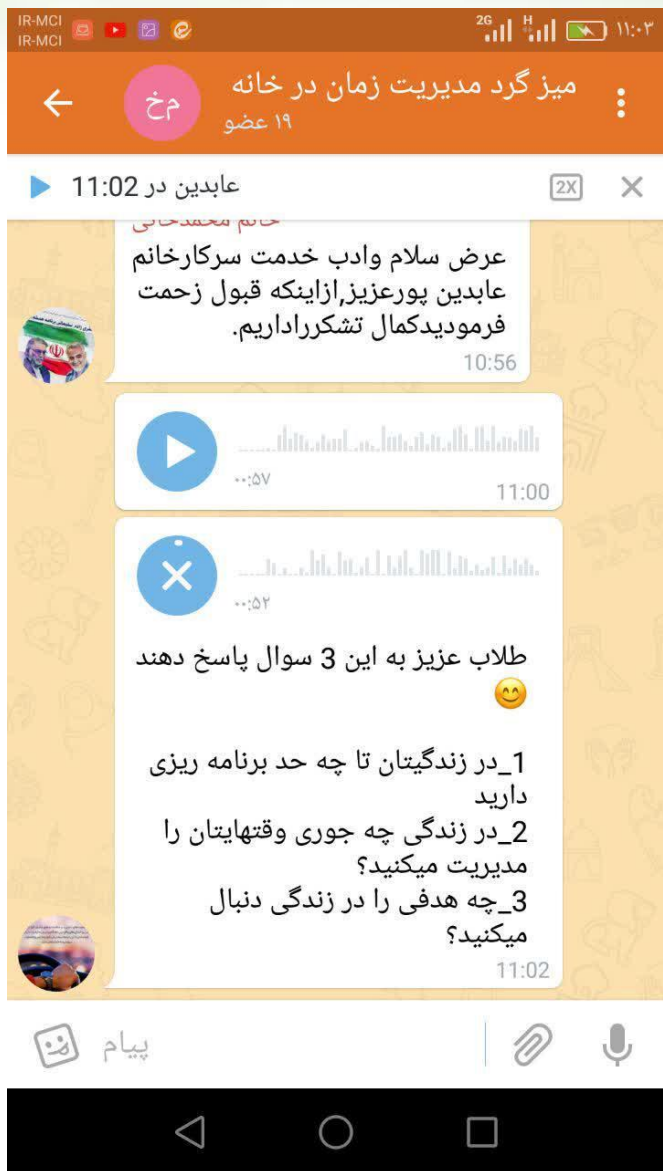 IR-MCI
IR-MCI
2G
H
۱۱:۰۳
میز گرد مدیریت زمان در خانه
۱۹ عضو
م‌خ
عابدین در 11:02
2X
خانم محمدخانی
عرض سلام وادب خدمت سرکارخانم
عابدین پورعزیز,ازاینکه قبول زحمت
فرمودیدکمال تشکرراداریم.
10:56
۰۰:۵۷
11:00
۰۰:۵۲
طلاب عزیز به این 3 سوال پاسخ دهند
😊
1_در زندگیتان تا چه حد برنامه ریزی
دارید
2_در زندگی چه جوری وقتهایتان را
مدیریت میکنید؟
3_چه هدفی را در زندگی دنبال
میکنید؟
11:02
پیام